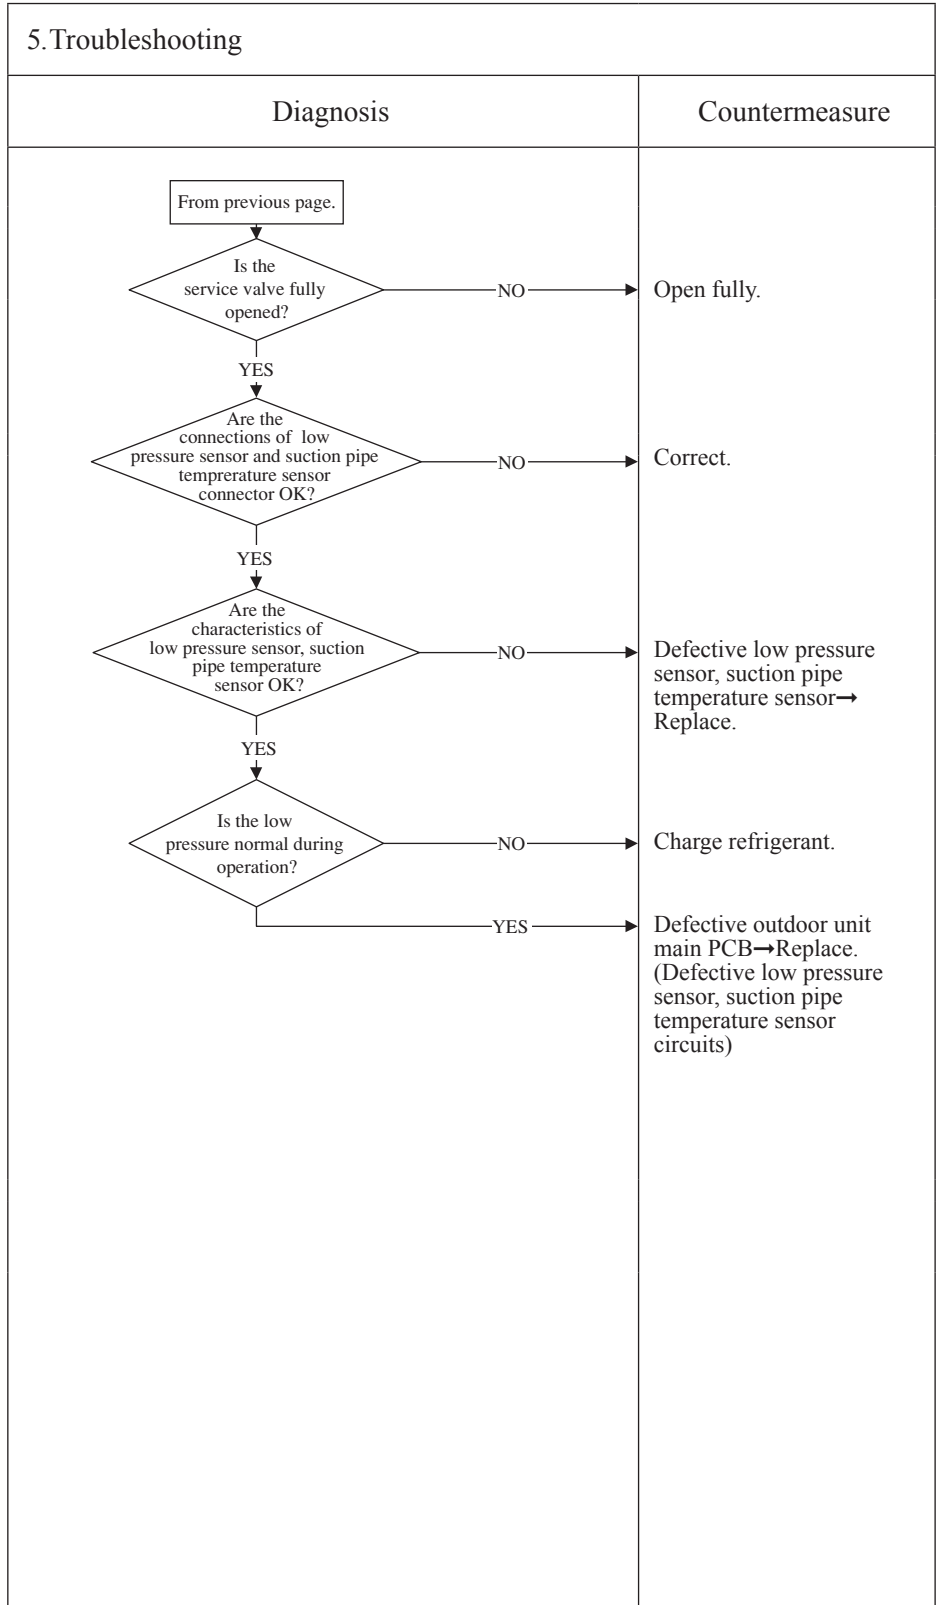 5.Troubleshooting
Diagnosis
Countermeasure
From previous page.
Is the
service valve fully
opened?
NO
Open fully.
YES
Are the
connections of low
pressure sensor and suction pipe
temprerature sensor
connector OK?
NO
Correct.
YES
Are the
characteristics of
low pressure sensor, suction
pipe temperature
sensor OK?
NO
Defective low pressure
sensor, suction pipe
temperature sensor→
Replace.
YES
Is the low
pressure normal during
operation?
NO
Charge refrigerant.
YES
Defective outdoor unit
main PCB→Replace.
(Defective low pressure
sensor, suction pipe
temperature sensor
circuits)